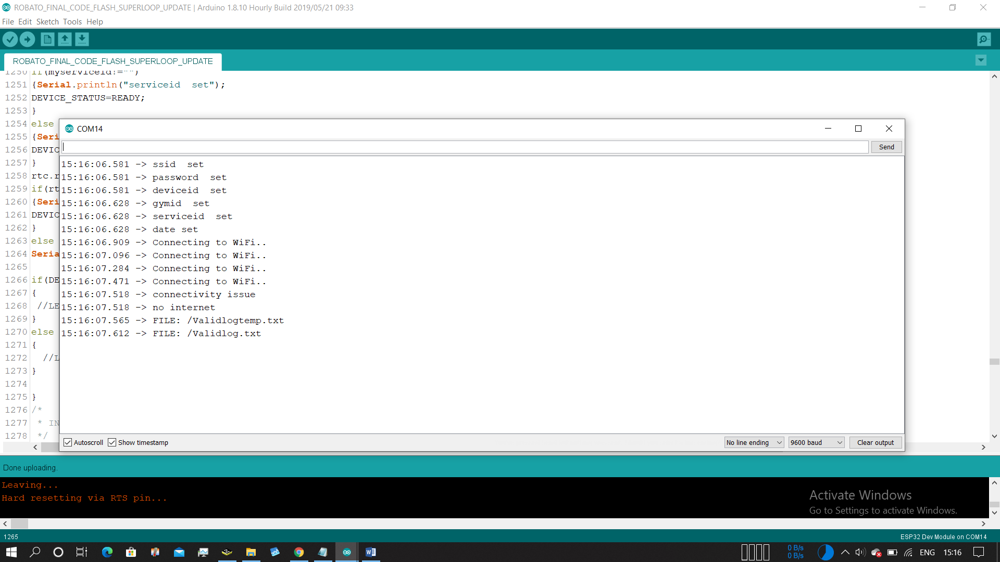 ROBATO_FINAL_CODE_FLASH_SUPERLOOP_UPDATE | Arduino 1.8.10 Hourly Build 2019/05/21 09:33
File Edit Sketch Tools Help
ROBATO_FINAL_CODE_FLASH_SUPERLOOP_UPDATE
1250 if(myserviceid!="")
1251 {Serial.println("serviceid  set");
1252 DEVICE_STATUS=READY;
1253 }
1254 else
1255 {Seri
1256 DEVIC
1257 }
1258 rtc.r
1259 if(rt
1260 {Seri
1261 DEVIC
1262 }
1263 else
1264 Seria
1265
1266 if(DE
1267 {
1268  //LE
1269 }
1270 else
1271 {
1272   //L
1273 }
1274
1275 }
1276 /*
1277  * IN
1278  */
COM14
Send
15:16:06.581 -> ssid  set
15:16:06.581 -> password  set
15:16:06.581 -> deviceid  set
15:16:06.628 -> gymid  set
15:16:06.628 -> serviceid  set
15:16:06.628 -> date set
15:16:06.909 -> Connecting to WiFi..
15:16:07.096 -> Connecting to WiFi..
15:16:07.284 -> Connecting to WiFi..
15:16:07.471 -> Connecting to WiFi..
15:16:07.518 -> connectivity issue
15:16:07.518 -> no internet
15:16:07.565 -> FILE: /Validlogtemp.txt
15:16:07.612 -> FILE: /Validlog.txt
Autoscroll Show timestamp No line ending 9600 baud Clear output
Done uploading.
Leaving...
Hard resetting via RTS pin...
Activate Windows
Go to Settings to activate Windows.
1265 ESP32 Dev Module on COM14
0 B/s
0 B/s
ENG 15:16